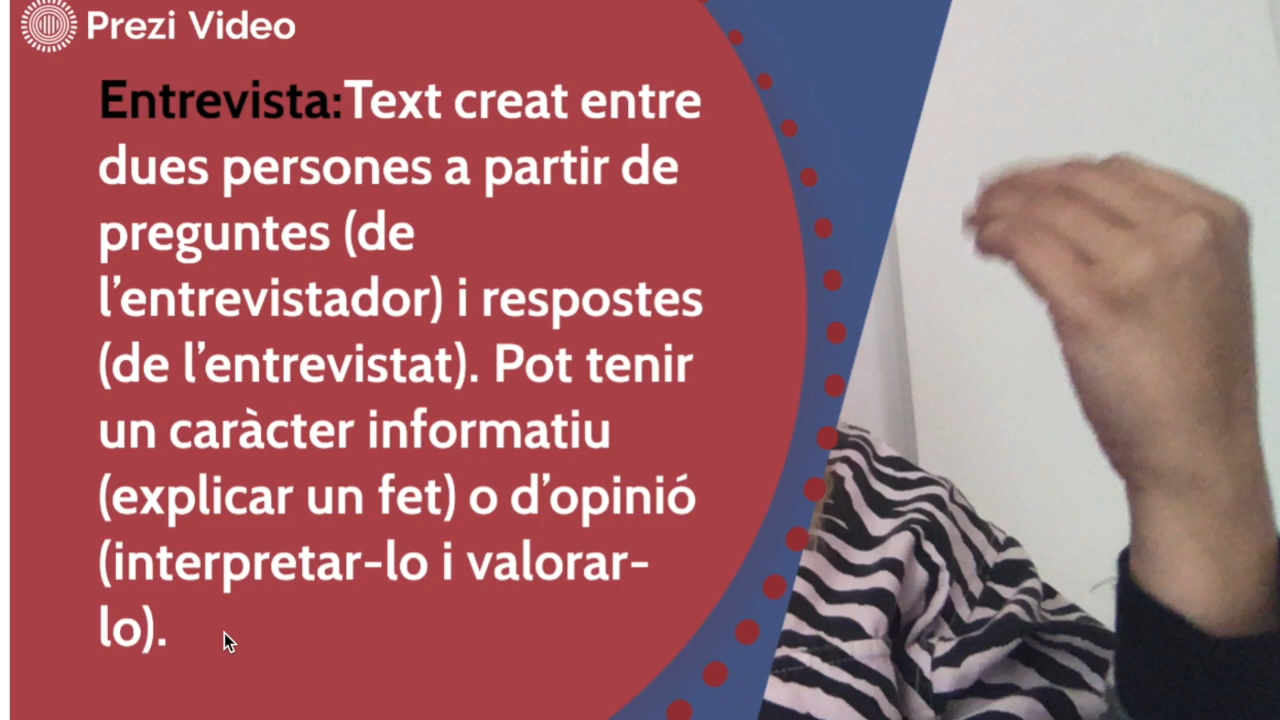 Prezi Video
Entrevista:Text creat entre
dues persones a partir de
preguntes (de
l’entrevistador) i respostes
(de l’entrevistat). Pot tenir
un caràcter informatiu
(explicar un fet) o d’opinió
(interpretar-lo i valorar-
lo).